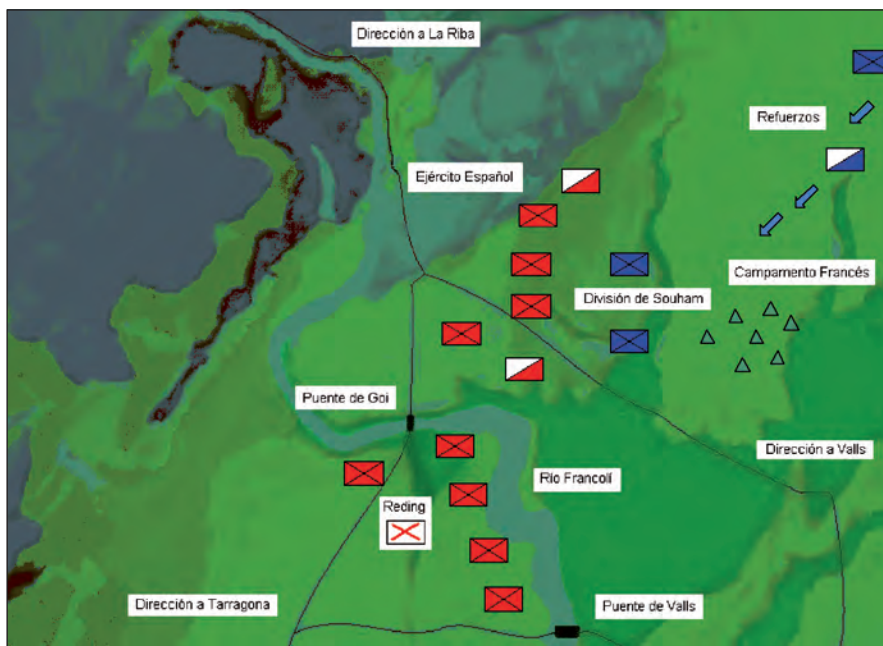 Dirección a La Riba
Refuerzos
Ejército Español
Campamento Francés
División de Souham
Puente de Goi
Dirección a Valls
Río Francolí
Reding
Dirección a Tarragona
Puente de Valls